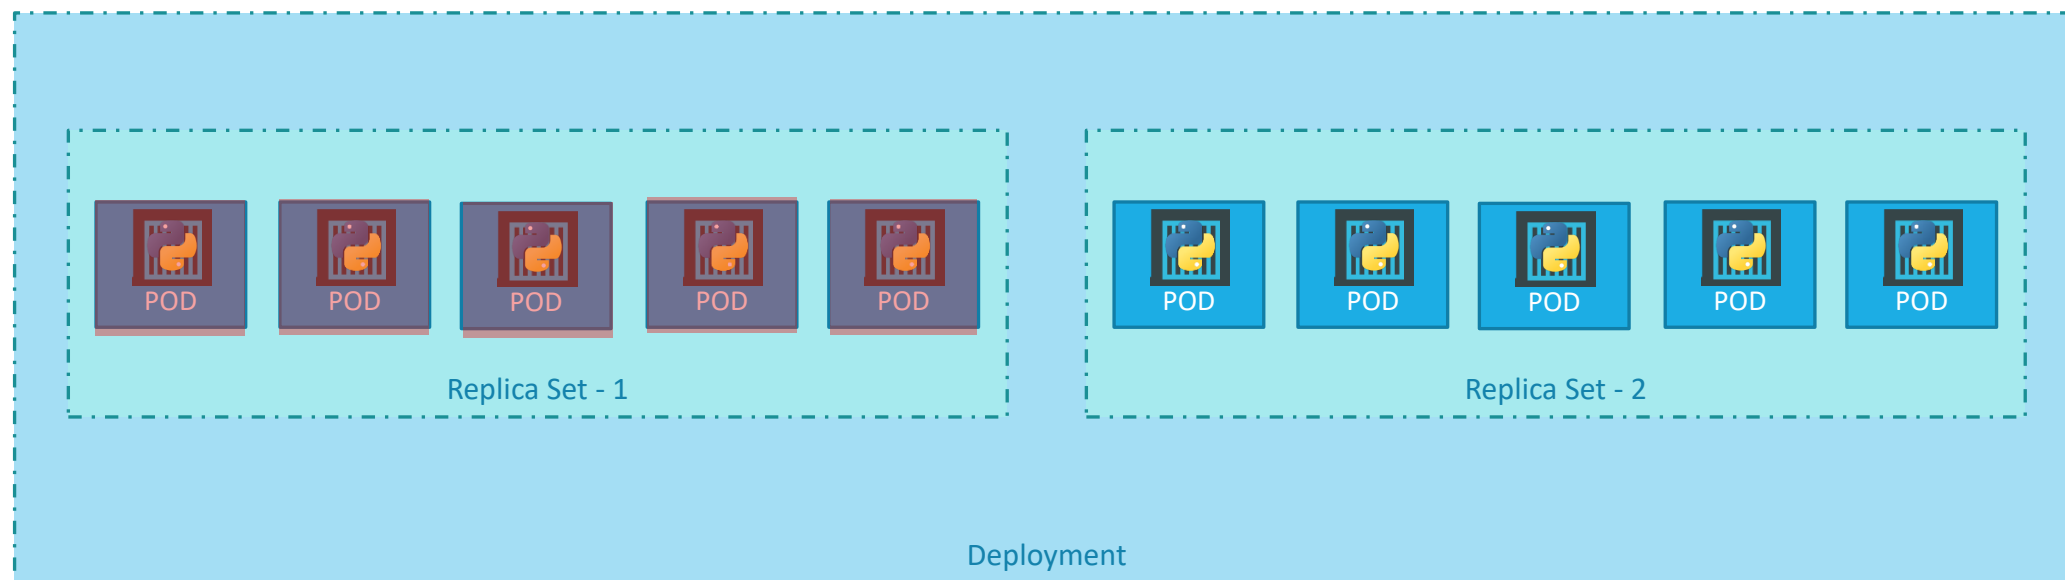 POD
POD
POD
POD
POD
Replica Set - 1
POD
POD
POD
POD
POD
Replica Set - 2
Deployment